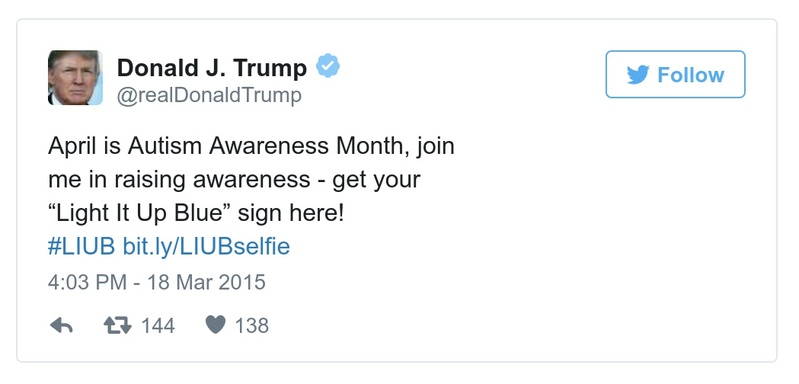 Donald J. Trump
@realDonaldTrump
Follow
April is Autism Awareness Month, join
me in raising awareness - get your
“Light It Up Blue” sign here!
#LIUB bit.ly/LIUBselfie
4:03 PM - 18 Mar 2015
144 138